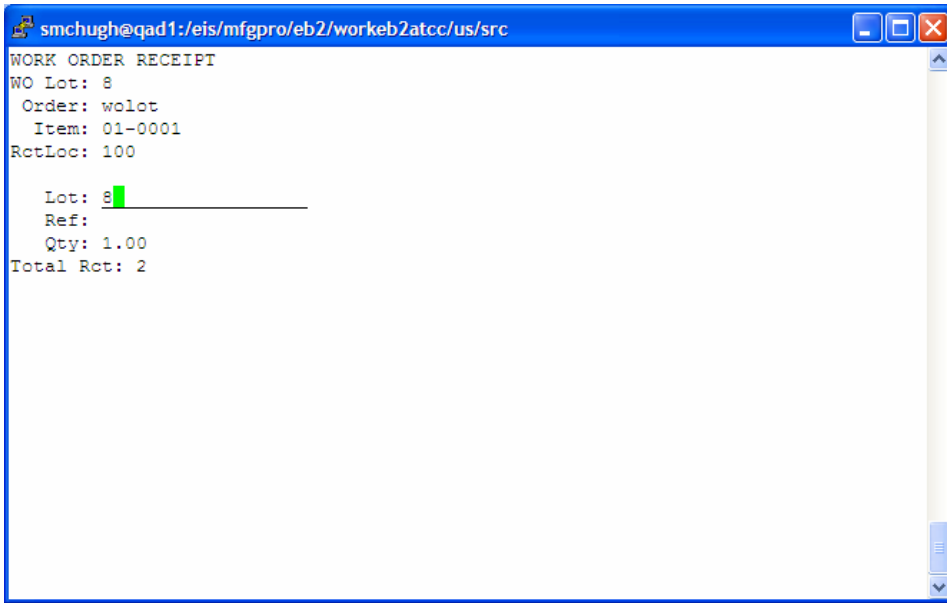 smchugh@qad1:/eis/mfgpro/eb2/workeb2atcc/us/src
WORK ORDER RECEIPT
WO Lot: 8
Order: wolot
Item: 01-0001
RctLoc: 100
Lot: 8
Ref:
Qty: 1.00
Total Rct: 2